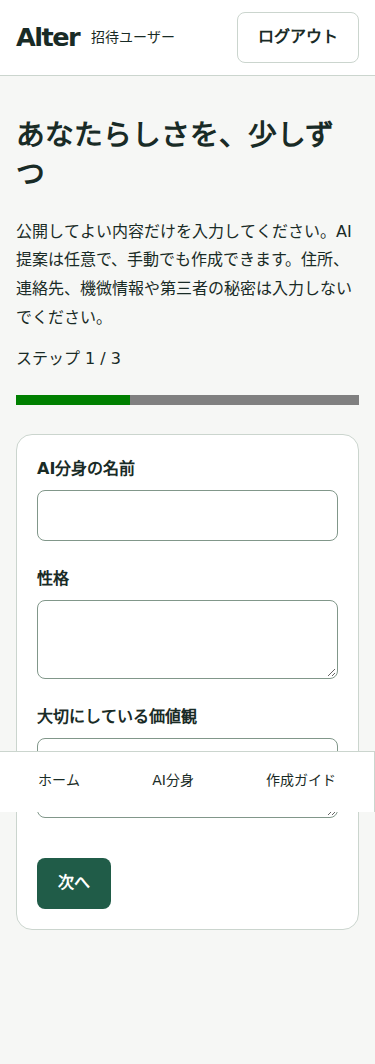 Alter 招待ユーザー ログアウト
あなたらしさを、少しず
つ
公開してよい内容だけを入力してください。AI
提案は任意で、手動でも作成できます。住所、
連絡先、機微情報や第三者の秘密は入力しない
でください。
ステップ 1 / 3
AI分身の名前
性格
大切にしている価値観
ホーム AI分身 作成ガイド
次へ